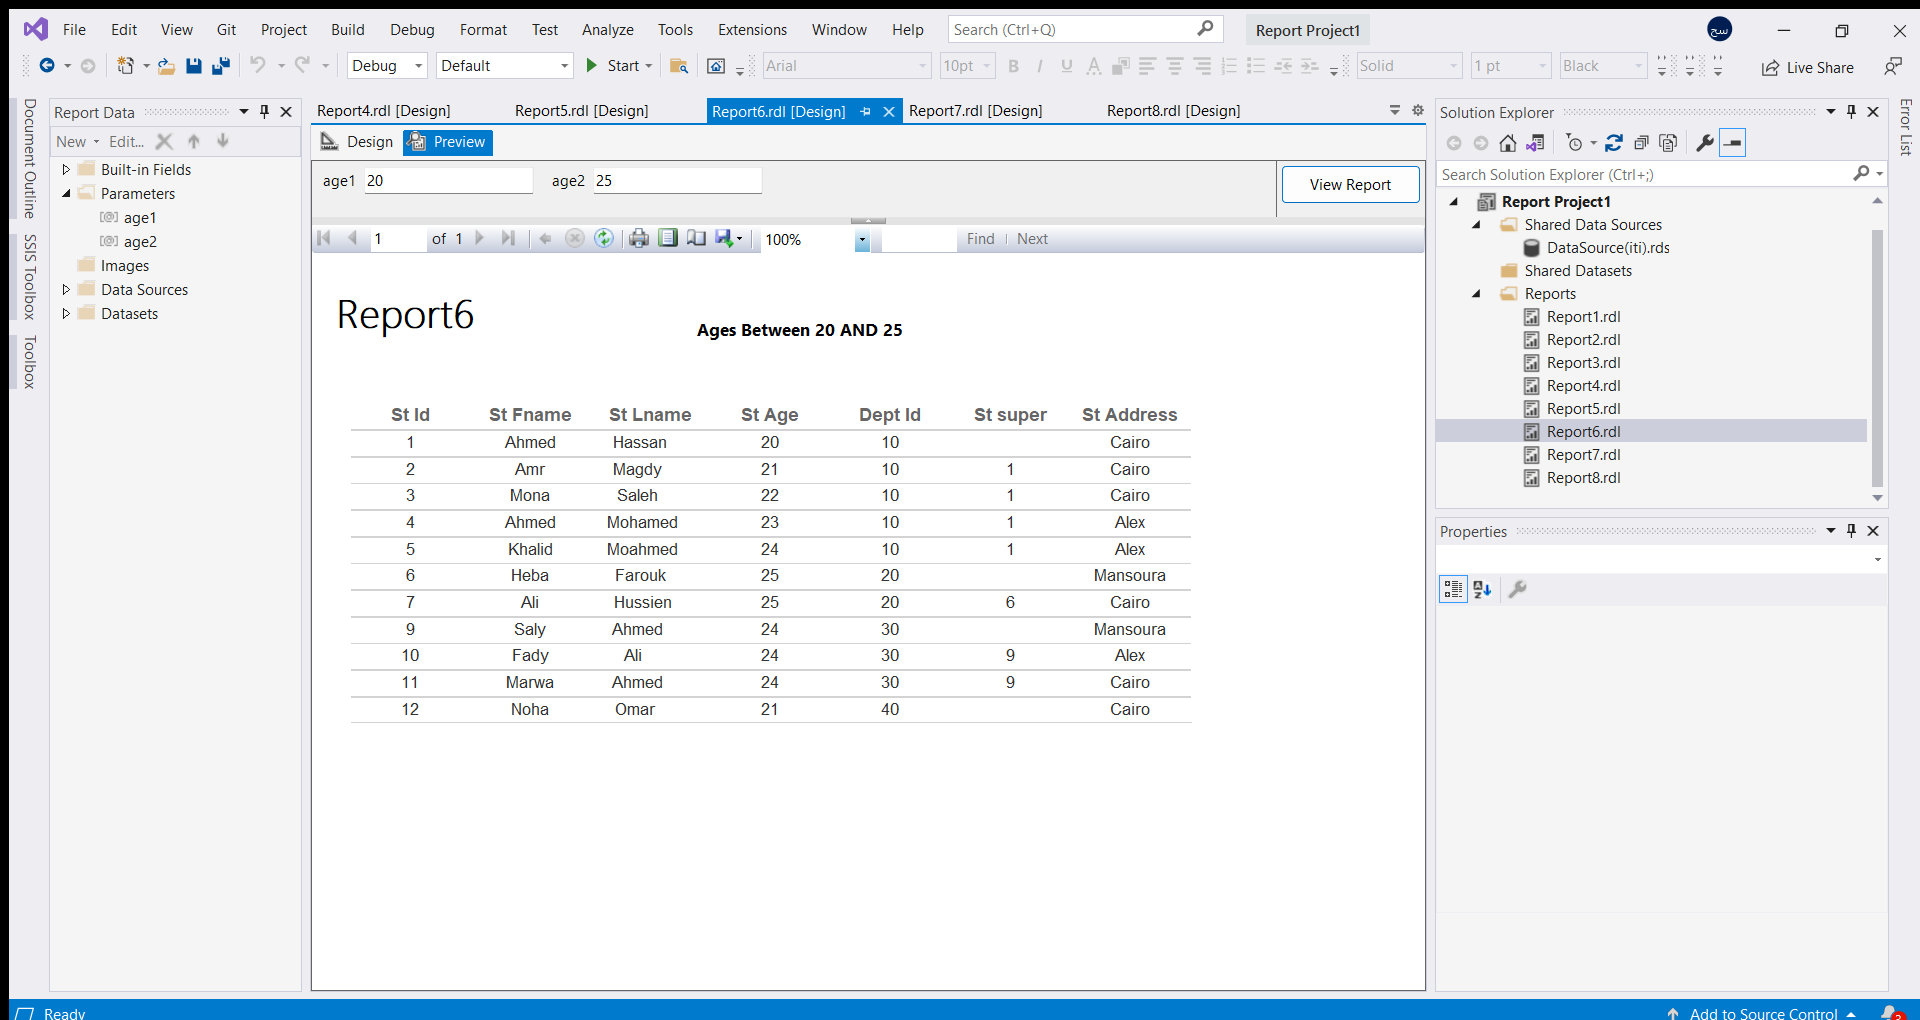 File Edit View Git Project Build Debug Format Test Analyze Tools Extensions Window Help Search (Ctrl+Q) Report Project1 سح
Debug Default Start Arial 10pt B I U A Solid 1 pt Black Live Share
Document Outline
SSIS Toolbox
Toolbox
Report Data
New Edit...
Built-in Fields
Parameters
age1
age2
Images
Data Sources
Datasets
Report4.rdl [Design] Report5.rdl [Design] Report6.rdl [Design] Report7.rdl [Design] Report8.rdl [Design]
Design Preview
age1 20 age2 25 View Report
1 of 1 100% Find Next
Report6
Ages Between 20 AND 25
St Id St Fname St Lname St Age Dept Id St super St Address
1 Ahmed Hassan 20 10 Cairo
2 Amr Magdy 21 10 1 Cairo
3 Mona Saleh 22 10 1 Cairo
4 Ahmed Mohamed 23 10 1 Alex
5 Khalid Moahmed 24 10 1 Alex
6 Heba Farouk 25 20 Mansoura
7 Ali Hussien 25 20 6 Cairo
9 Saly Ahmed 24 30 Mansoura
10 Fady Ali 24 30 9 Alex
11 Marwa Ahmed 24 30 9 Cairo
12 Noha Omar 21 40 Cairo
Solution Explorer
Search Solution Explorer (Ctrl+;)
Report Project1
Shared Data Sources
DataSource(iti).rds
Shared Datasets
Reports
Report1.rdl
Report2.rdl
Report3.rdl
Report4.rdl
Report5.rdl
Report6.rdl
Report7.rdl
Report8.rdl
Properties
Error List
Ready Add to Source Control